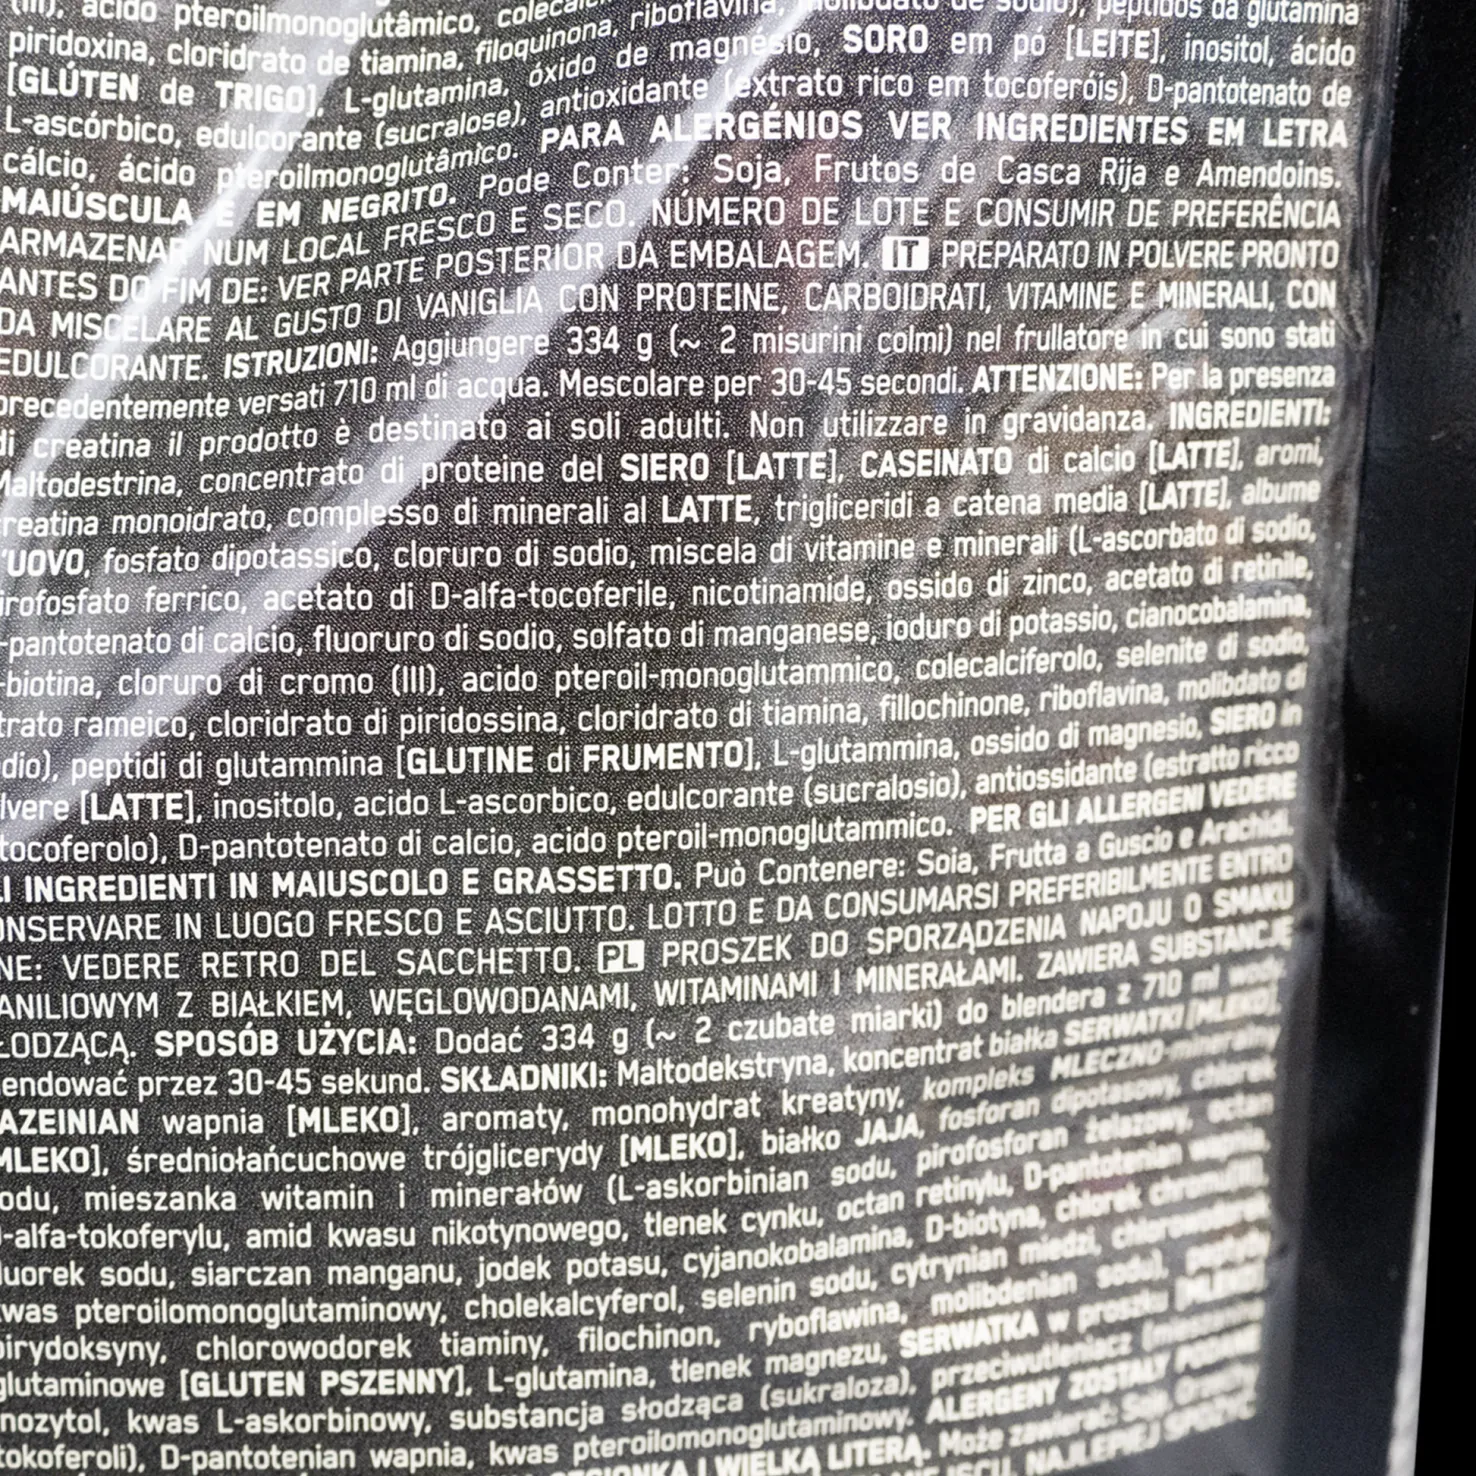 (III), ácido pteroilmonoglutâmico, riboflavina, molibdato de sódio), peptidos da glutamina
piridoxina, cloridrato de tiamina, filoquinona, óxido de magnésio, SORO em pó [LEITE], inositol, ácido
[GLÚTEN de TRIGO], L-glutamina, antioxidante (extrato rico em tocoferóis), D-pantotenato de
L-ascórbico, edulcorante (sucralose), PARA ALERGÉNIOS VER INGREDIENTES EM LETRA
cálcio, ácido pteroilmonoglutâmico. Pode Conter: Soja, Frutos de Casca Rija e Amendoins.
MAIÚSCULA E EM NEGRITO. NÚMERO DE LOTE E CONSUMIR DE PREFERÊNCIA
ARMAZENAR NUM LOCAL FRESCO E SECO.
ANTES DO FIM DE: VER PARTE POSTERIOR DA EMBALAGEM. IT PREPARATO IN POLVERE PRONTO
DA MISCELARE AL GUSTO DI VANIGLIA CON PROTEINE, CARBOIDRATI, VITAMINE E MINERALI, CON
EDULCORANTE. ISTRUZIONI: Aggiungere 334 g (~ 2 misurini colmi) nel frullatore in cui sono stati
precedentemente versati 710 ml di acqua. Mescolare per 30-45 secondi. ATTENZIONE: Per la presenza
di creatina il prodotto è destinato ai soli adulti. Non utilizzare in gravidanza. INGREDIENTI:
Maltodestrina, concentrato di proteine del SIERO [LATTE], CASEINATO di calcio [LATTE], aromi,
creatina monoidrato, complesso di minerali al LATTE, trigliceridi a catena media [LATTE], albume
'UOVO, fosfato dipotassico, cloruro di sodio, miscela di vitamine e minerali (L-ascorbato di sodio,
irofosfato ferrico, acetato di D-alfa-tocoferile, nicotinamide, ossido di zinco, acetato di retinile,
-pantotenato di calcio, fluoruro di sodio, solfato di manganese, ioduro di potassio, cianocobalamina,
-biotina, cloruro di cromo (III), acido pteroil-monoglutammico, colecalciferolo, selenite di sodio,
trato rameico, cloridrato di piridossina, cloridrato di tiamina, fillochinone, riboflavina, molibdato di
dio), peptidi di glutammina [GLUTINE di FRUMENTO], L-glutammina, ossido di magnesio, SIERO in
lvere [LATTE], inositolo, acido L-ascorbico, edulcorante (sucralosio), antiossidante (estratto ricco
tocoferolo), D-pantotenato di calcio, acido pteroil-monoglutammico. PER GLI ALLERGENI VEDERE
LI INGREDIENTI IN MAIUSCOLO E GRASSETTO. Può Contenere: Soia, Frutta a Guscio e Arachidi.
ONSERVARE IN LUOGO FRESCO E ASCIUTTO. LOTTO E DA CONSUMARSI PREFERIBILMENTE ENTRO
NE: VEDERE RETRO DEL SACCHETTO. PL PROSZEK DO SPORZĄDZENIA NAPOJU O SMAKU
ANILIOWYM Z BIAŁKIEM, WĘGLOWODANAMI, WITAMINAMI I MINERAŁAMI. ZAWIERA SUBSTANCJĘ
ŁODZĄCĄ. SPOSÓB UŻYCIA: Dodać 334 g (~ 2 czubate miarki) do blendera z 710 ml wody.
endować przez 30-45 sekund. SKŁADNIKI: Maltodekstryna, koncentrat białka SERWATKI [MLEKO],
AZEINIAN wapnia [MLEKO], aromaty, monohydrat kreatyny, kompleks MLECZNO-mineralny
MLEKO], średniołańcuchowe trójglicerydy [MLEKO], białko JAJA, fosforan dipotasowy, chlorek
odu, mieszanka witamin i minerałów (L-askorbinian sodu, pirofosforan żelazowy, octan
-alfa-tokoferylu, amid kwasu nikotynowego, tlenek cynku, octan retinylu, D-pantotenian wapnia,
luorek sodu, siarczan manganu, jodek potasu, cyjanokobalamina, D-biotyna, chlorek chromu(III),
was pteroilomonoglutaminowy, cholekalcyferol, selenin sodu, cytrynian miedzi, chlorowodorek
pirydoksyny, chlorowodorek tiaminy, filochinon, ryboflawina, molibdenian sodu), peptydy
glutaminowe [GLUTEN PSZENNY], L-glutamina, tlenek magnezu, SERWATKA w proszku [MLEKO],
nozytol, kwas L-askorbinowy, substancja słodząca (sukraloza), przeciwutleniacz (mieszanina
tokoferoli), D-pantotenian wapnia, kwas pteroilomonoglutaminowy. ALERGENY ZOSTAŁY PODANE
I WIELKĄ LITERĄ. Może zawierać: Soję, Orzechy,
NAJLEPIEJ SPOŻYĆ